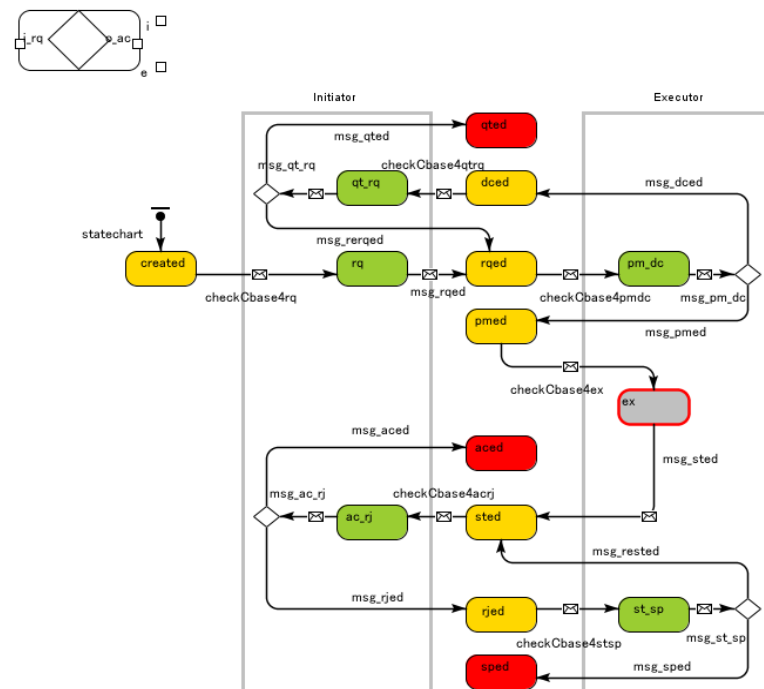 i
i_rq
p_ac
e
Initiator
Executor
msg_qted
qted
msg_qt_rq
checkCbase4qtrq
msg_dced
qt_rq
dced
statechart
msg_rerqed
created
rq
rqed
pm_dc
checkCbase4rq
msg_rqed
checkCbase4pmdc
msg_pm_dc
pmed
msg_pmed
checkCbase4ex
ex
msg_aced
aced
msg_sted
msg_ac_rj
checkCbase4acrj
ac_rj
sted
msg_rested
msg_rjed
rjed
st_sp
checkCbase4stsp
msg_st_sp
sped
msg_sped